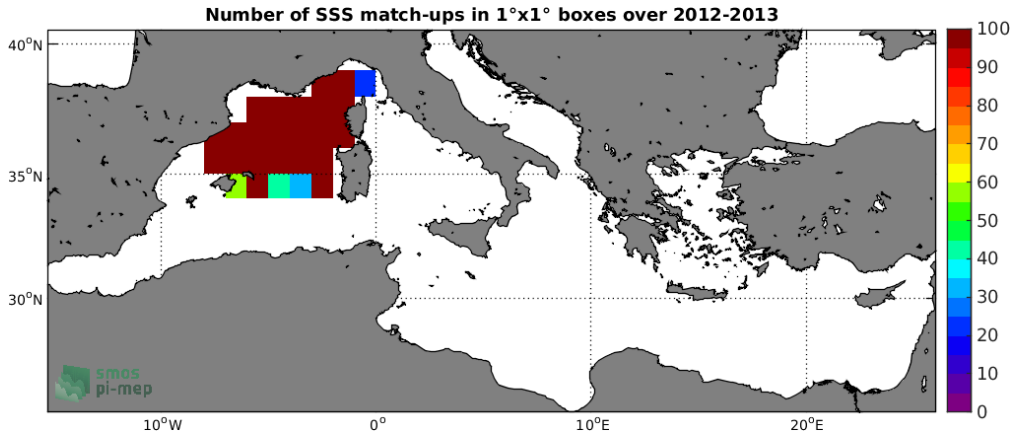 Number of SSS match-ups in 1°x1° boxes over 2012-2013
40°N
35°N
30°N
10°W
0°
10°E
20°E
100
90
80
70
60
50
40
30
20
10
0
smos
pi-mep